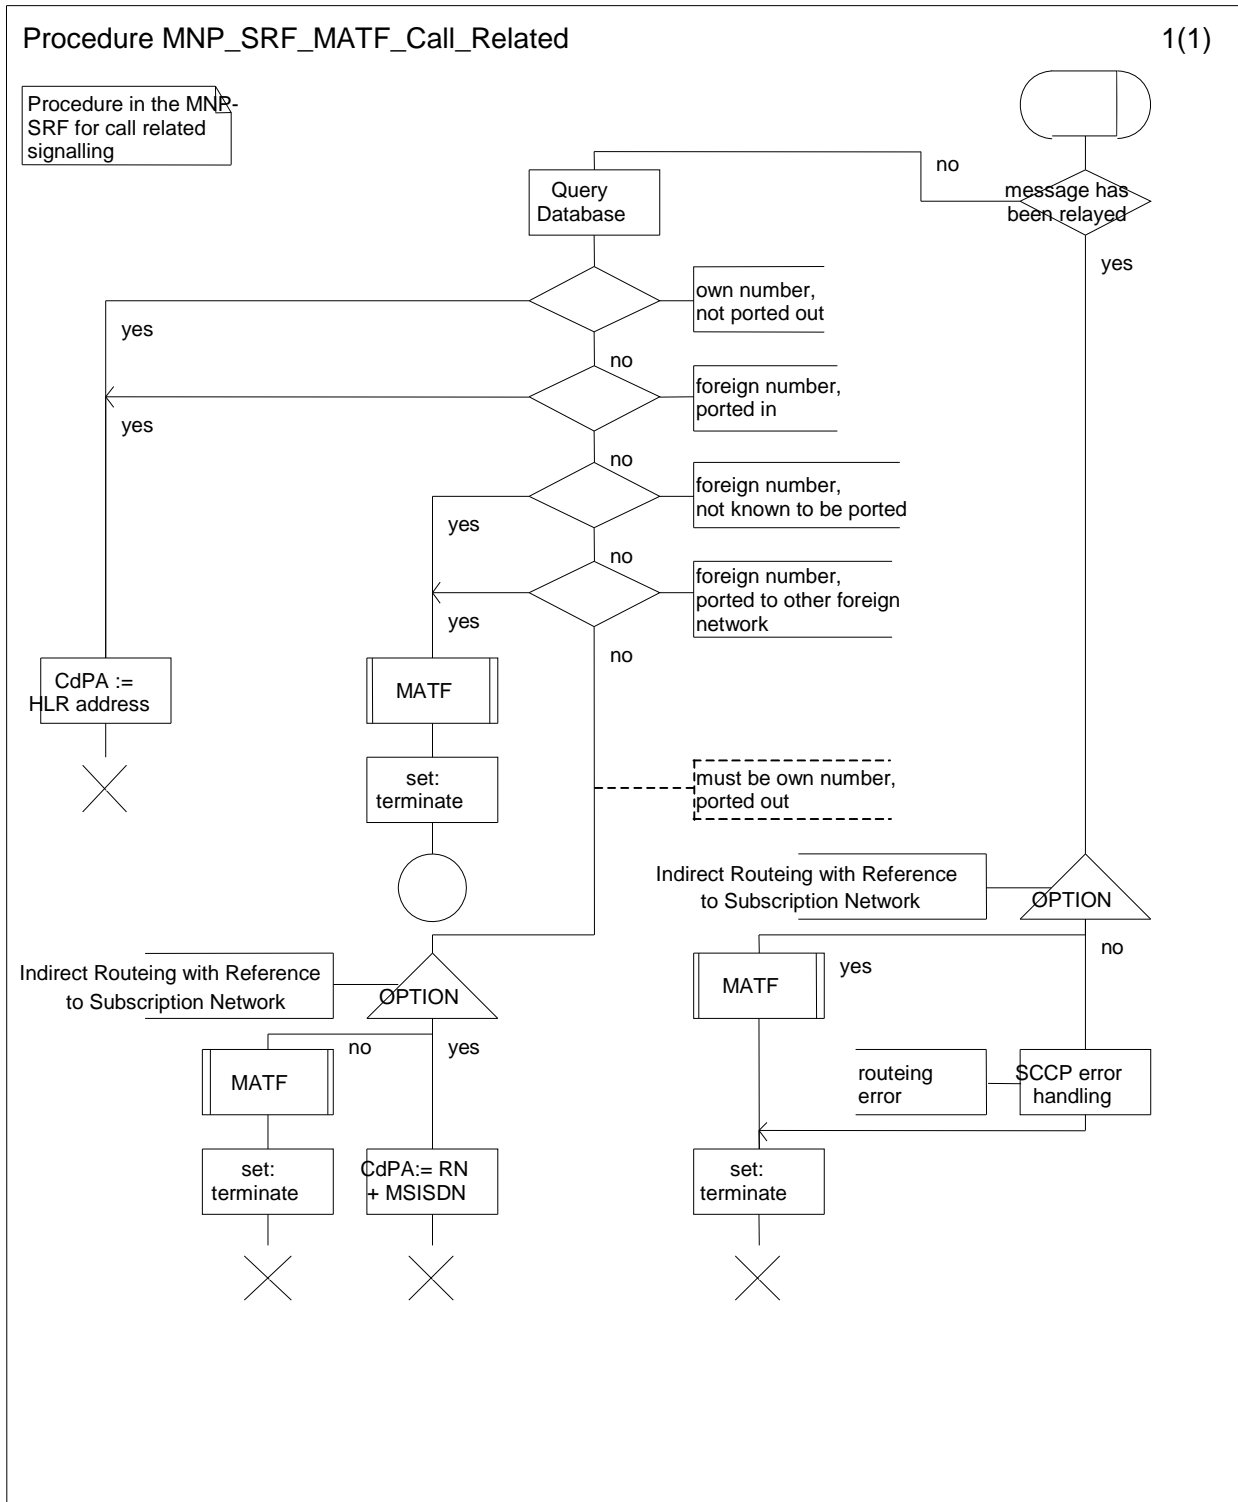 Procedure MNP_SRF_MATF_Call_Related
1(1)
Procedure in the MNP-
SRF for call related
signalling
no
Query
Database
message has
been relayed
yes
own number,
not ported out
yes
no
foreign number,
ported in
yes
no
foreign number,
not known to be ported
yes
no
foreign number,
ported to other foreign
network
yes
no
CdPA :=
HLR address
MATF
set:
terminate
must be own number,
ported out
Indirect Routeing with Reference
to Subscription Network
OPTION
no
yes
MATF
Indirect Routeing with Reference
to Subscription Network
OPTION
no
yes
MATF
routeing
error
SCCP error
handling
set:
terminate
CdPA:= RN
+ MSISDN
set:
terminate